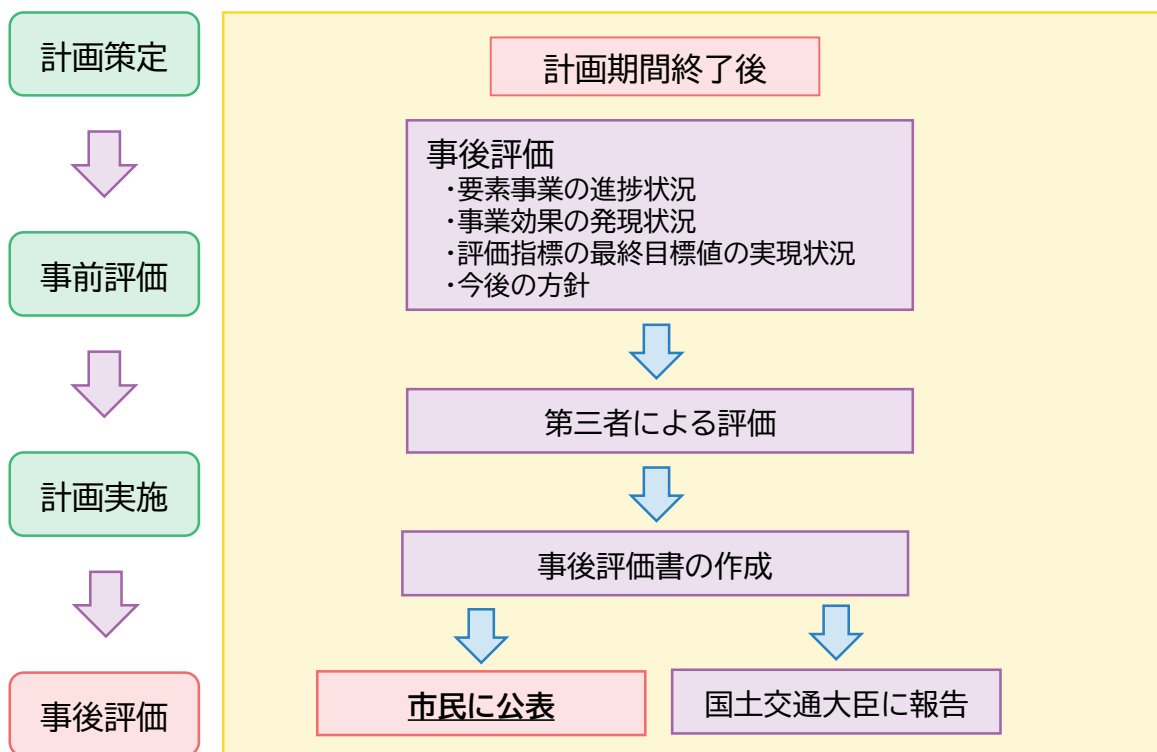 計画策定
事前評価
計画実施
事後評価
計画期間終了後
事後評価
・要素事業の進捗状況
・事業効果の発現状況
・評価指標の最終目標値の実現状況
・今後の方針
第三者による評価
事後評価書の作成
市民に公表
国土交通大臣に報告